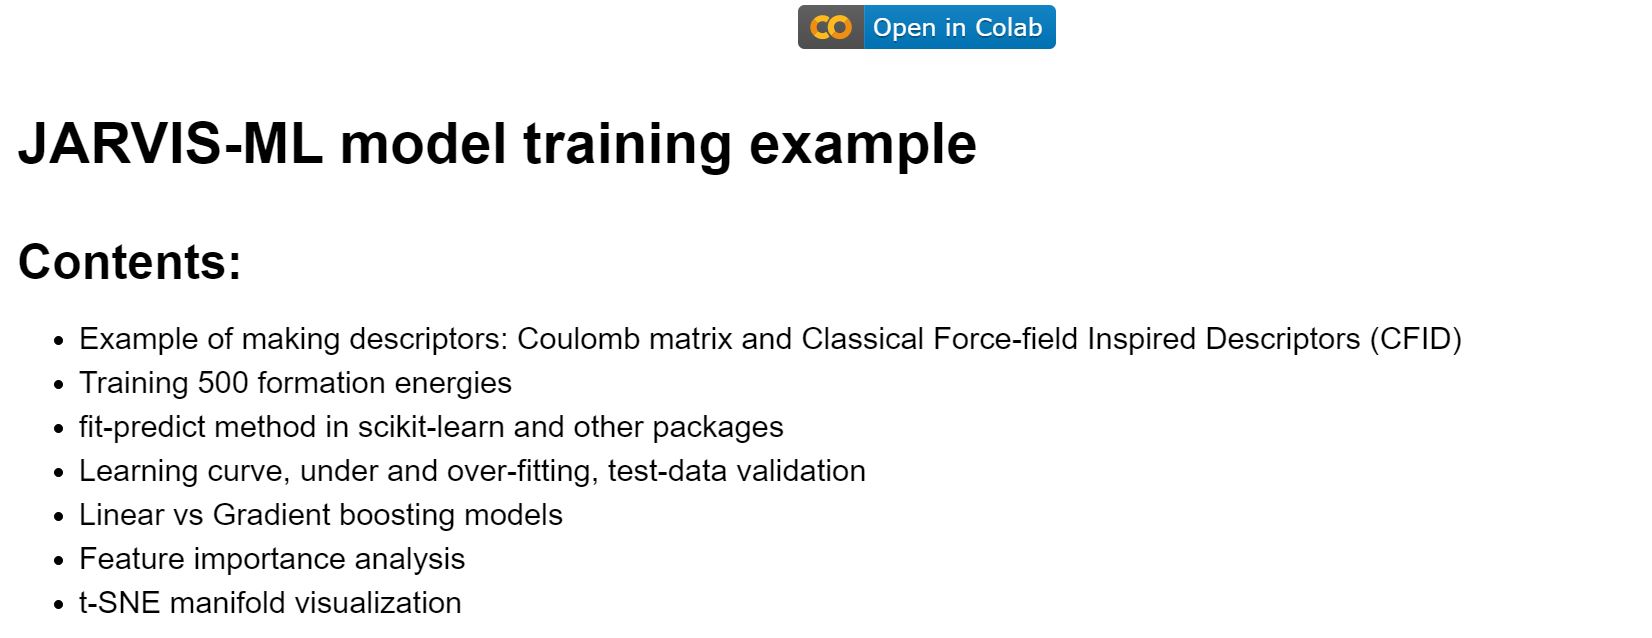 Open in Colab
JARVIS-ML model training example
Contents:
• Example of making descriptors: Coulomb matrix and Classical Force-field Inspired Descriptors (CFID)
• Training 500 formation energies
• fit-predict method in scikit-learn and other packages
• Learning curve, under and over-fitting, test-data validation
• Linear vs Gradient boosting models
• Feature importance analysis
• t-SNE manifold visualization